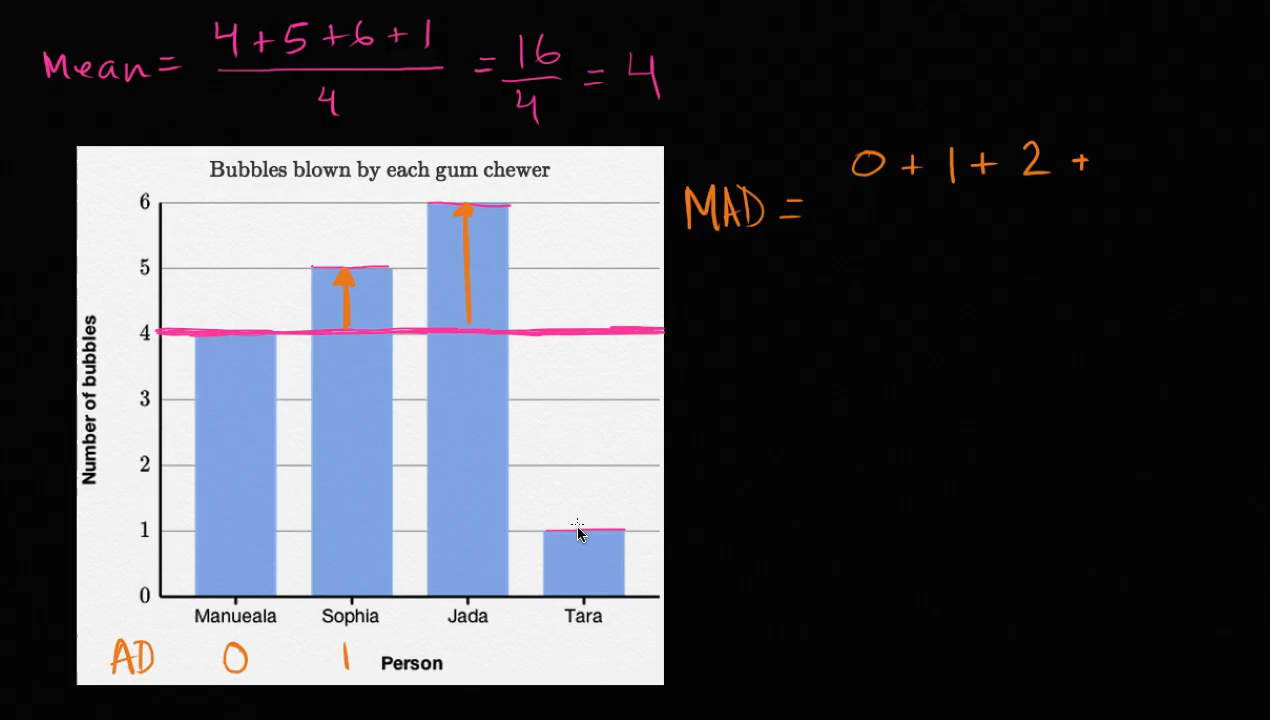 Mean = 4 + 5 + 6 + 1 / 4 = 16 / 4 = 4
Bubbles blown by each gum chewer
MAD = 0 + 1 + 2 +
Number of bubbles
6
5
4
3
2
1
0
Manueala Sophia Jada Tara
AD 0 1
Person